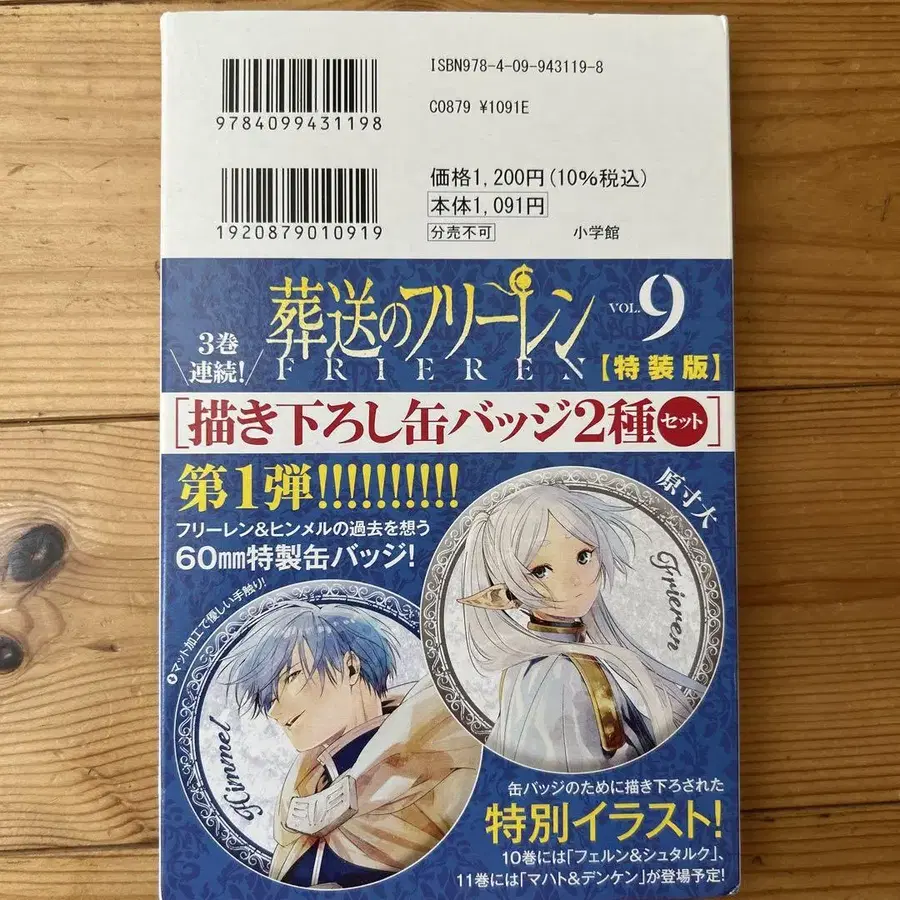 ISBN978-4-09-943119-8
C0879 ¥1091E
9784099431198
価格1,200円(10%税込)
本体1,091円
分売不可
小学館
1920879010919
3巻連続!
葬送のフリーレン
VOL.9
FRIEREN
【特装版】
[描き下ろし缶バッジ2種セット]
第1弾!!!!!!!!!!
フリーレン&ヒンメルの過去を想う
60mm特製缶バッジ!
原寸大
マット加工で優しい手触り!
Frieren
Himmel
缶バッジのために描き下ろされた
特別イラスト!
10巻には「フェルン&シュタルク」、
11巻には「マハト&デンケン」が登場予定!